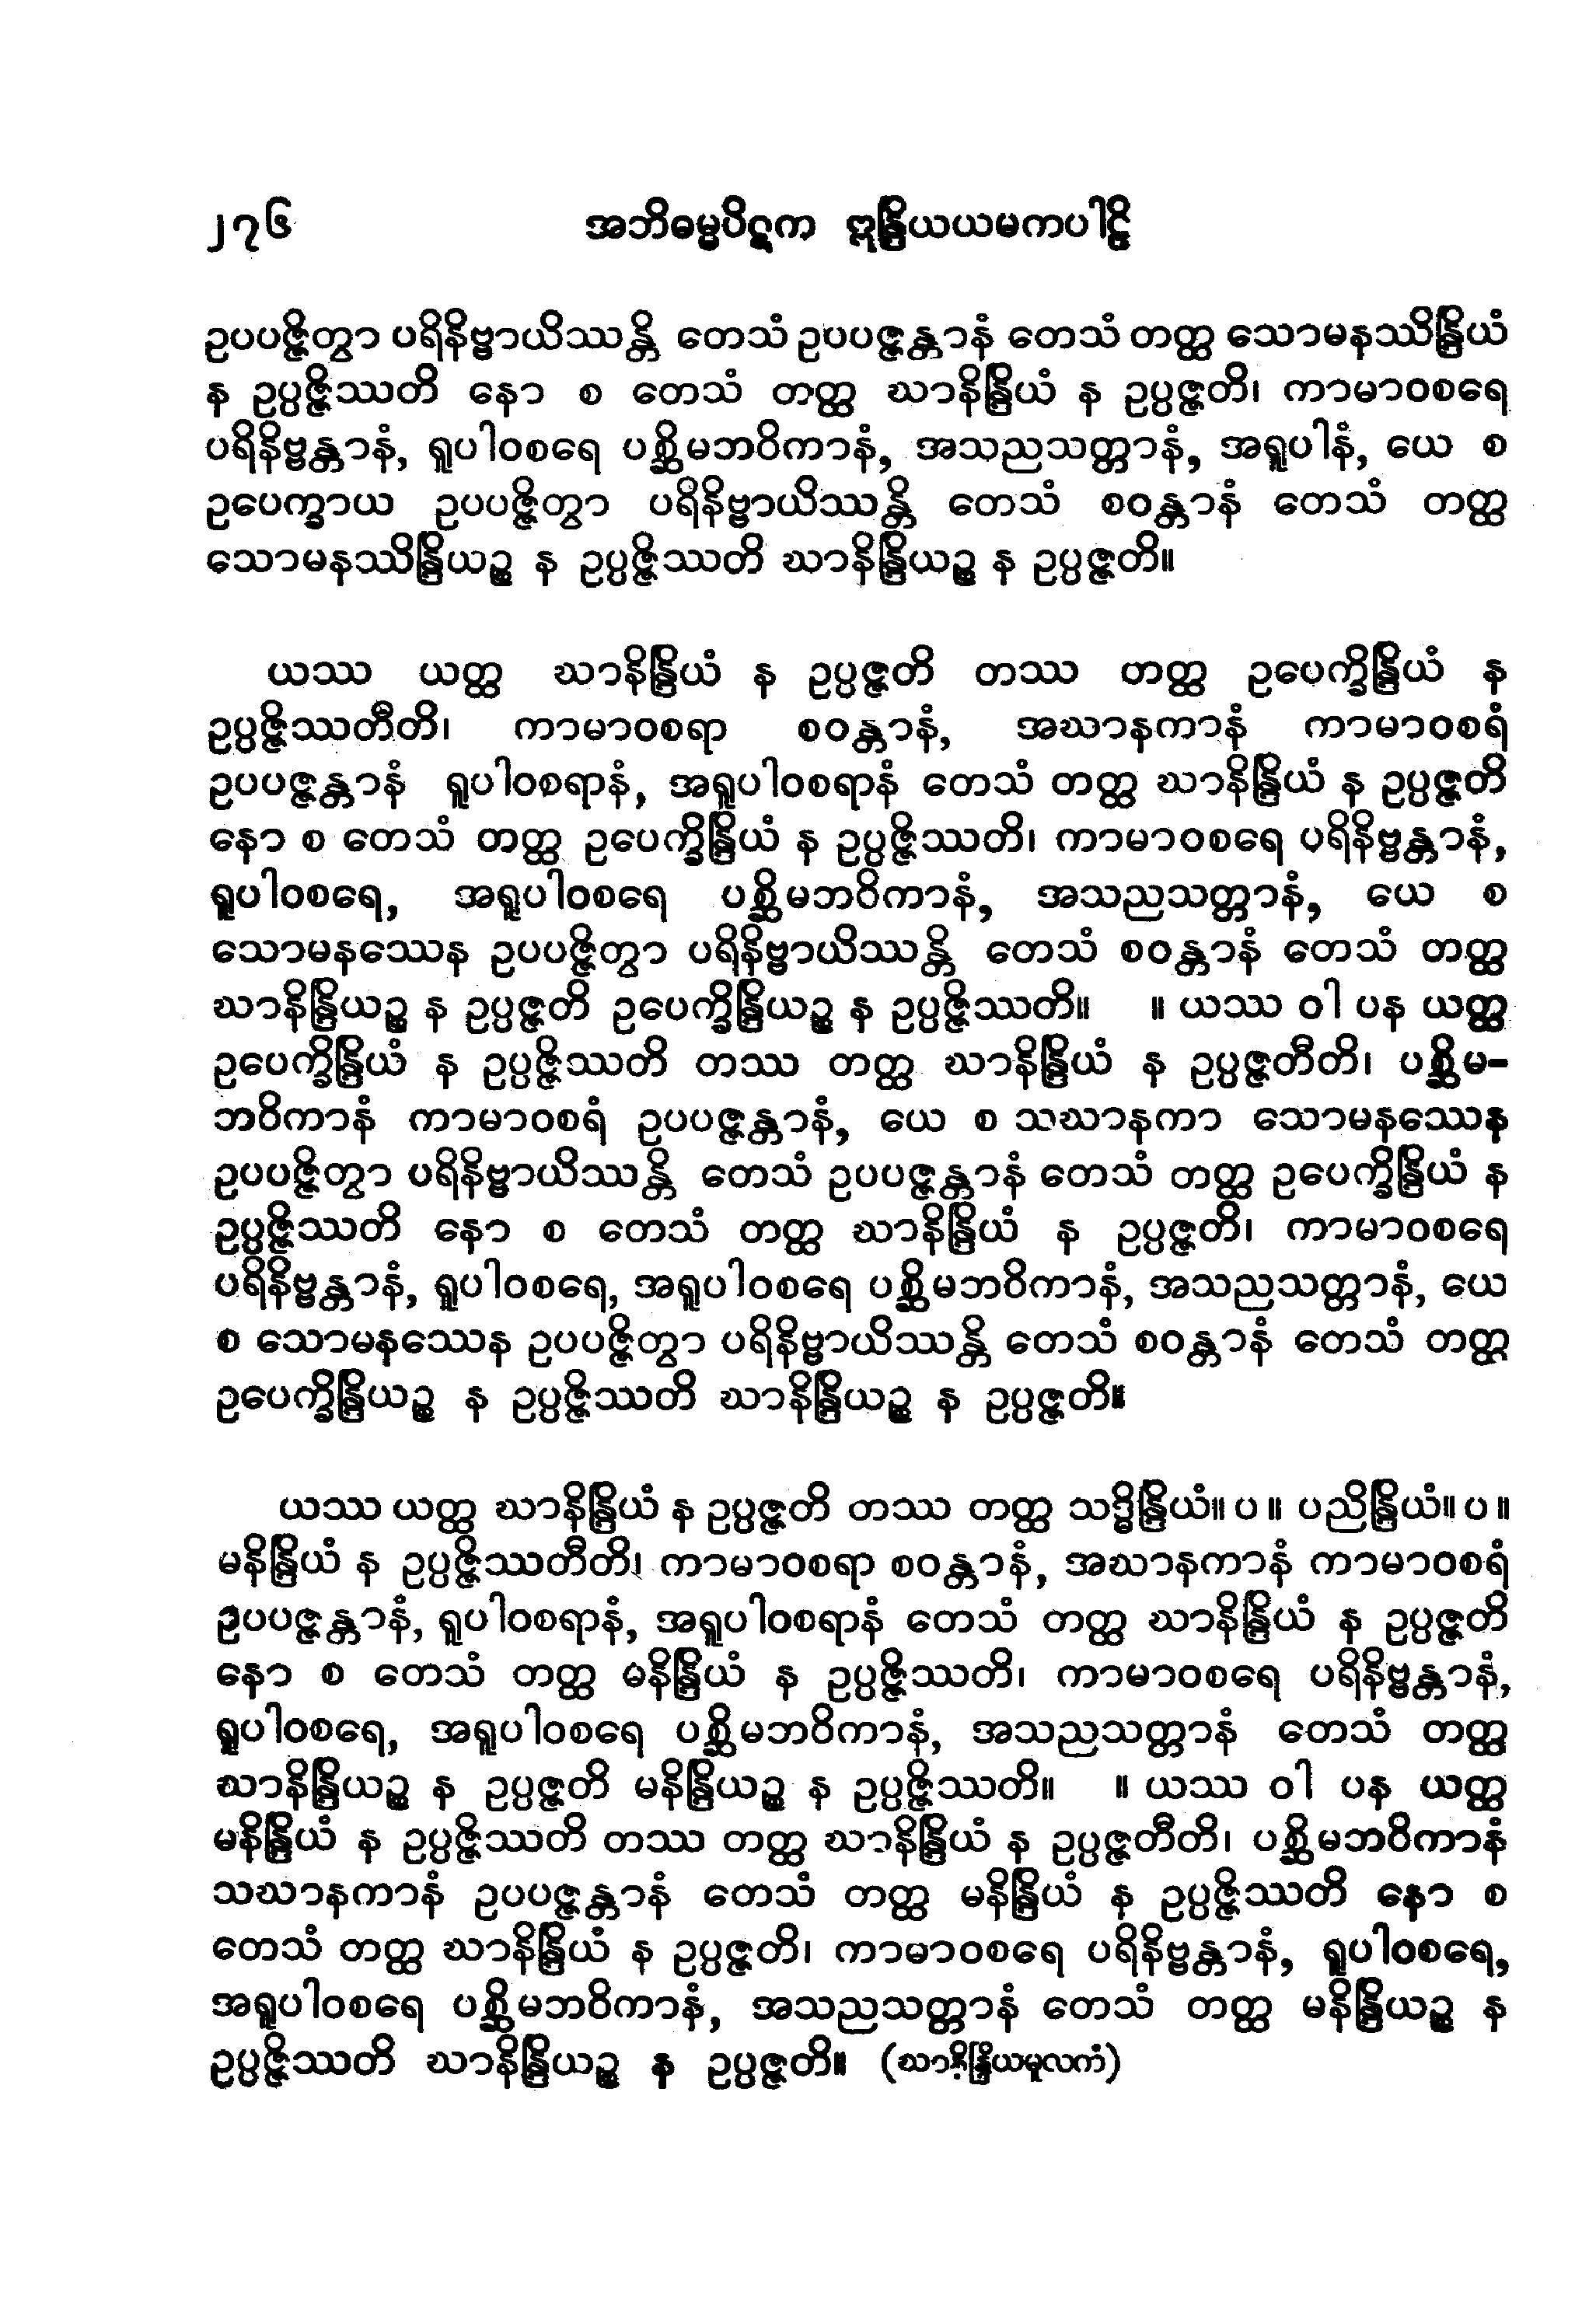 ၂၇၆ အဘိဓမ္မပိဋက ဣန္ဒြိယယမကပါဠိ
ဥပပဇ္ဇိတွာ ပရိနိဗ္ဗာယိဿန္တိ တေသံ ဥပပဇ္ဇန္တာနံ တေသံ တတ္ထ သောမနဿိန္ဒြိယံ
န ဥပ္ပဇ္ဇိဿတိ နော စ တေသံ တတ္ထ ဃာနိန္ဒြိယံ န ဥပ္ပဇ္ဇတိ၊ ကာမာဝစရေ
ပရိနိဗ္ဗန္တာနံ, ရူပါဝစရေ ပစ္ဆိမဘဝိကာနံ, အသညသတ္တာနံ, အရူပါနံ, ယေ စ
ဥပေက္ခာယ ဥပပဇ္ဇိတွာ ပရိနိဗ္ဗာယိဿန္တိ တေသံ စဝန္တာနံ တေသံ တတ္ထ
သောမနဿိန္ဒြိယဉ္စ န ဥပ္ပဇ္ဇိဿတိ ဃာနိန္ဒြိယဉ္စ န ဥပ္ပဇ္ဇတိ။
ယဿ ယတ္ထ ဃာနိန္ဒြိယံ န ဥပ္ပဇ္ဇတိ တဿ တတ္ထ ဥပေက္ခိန္ဒြိယံ န
ဥပ္ပဇ္ဇိဿတီတိ၊ ကာမာဝစရာ စဝန္တာနံ, အဃာနကာနံ ကာမာဝစရံ
ဥပပဇ္ဇန္တာနံ ရူပါဝစရာနံ, အရူပါဝစရာနံ တေသံ တတ္ထ ဃာနိန္ဒြိယံ န ဥပ္ပဇ္ဇတိ
နော စ တေသံ တတ္ထ ဥပေက္ခိန္ဒြိယံ န ဥပ္ပဇ္ဇိဿတိ၊ ကာမာဝစရေ ပရိနိဗ္ဗန္တာနံ,
ရူပါဝစရေ, အရူပါဝစရေ ပစ္ဆိမဘဝိကာနံ, အသညသတ္တာနံ, ယေ စ
သောမနဿေန ဥပပဇ္ဇိတွာ ပရိနိဗ္ဗာယိဿန္တိ တေသံ စဝန္တာနံ တေသံ တတ္ထ
ဃာနိန္ဒြိယဉ္စ န ဥပ္ပဇ္ဇတိ ဥပေက္ခိန္ဒြိယဉ္စ န ဥပ္ပဇ္ဇိဿတိ။ ။ ယဿ ဝါ ပန ယတ္ထ
ဥပေက္ခိန္ဒြိယံ န ဥပ္ပဇ္ဇိဿတိ တဿ တတ္ထ ဃာနိန္ဒြိယံ န ဥပ္ပဇ္ဇတီတိ၊ ပစ္ဆိမ-
ဘဝိကာနံ ကာမာဝစရံ ဥပပဇ္ဇန္တာနံ, ယေ စ သဃာနကာ သောမနဿေန
ဥပပဇ္ဇိတွာ ပရိနိဗ္ဗာယိဿန္တိ တေသံ ဥပပဇ္ဇန္တာနံ တေသံ တတ္ထ ဥပေက္ခိန္ဒြိယံ န
ဥပ္ပဇ္ဇိဿတိ နော စ တေသံ တတ္ထ ဃာနိန္ဒြိယံ န ဥပ္ပဇ္ဇတိ၊ ကာမာဝစရေ
ပရိနိဗ္ဗန္တာနံ, ရူပါဝစရေ, အရူပါဝစရေ ပစ္ဆိမဘဝိကာနံ, အသညသတ္တာနံ, ယေ
စ သောမနဿေန ဥပပဇ္ဇိတွာ ပရိနိဗ္ဗာယိဿန္တိ တေသံ စဝန္တာနံ တေသံ တတ္ထ
ဥပေက္ခိန္ဒြိယဉ္စ န ဥပ္ပဇ္ဇိဿတိ ဃာနိန္ဒြိယဉ္စ န ဥပ္ပဇ္ဇတိ။
ယဿ ယတ္ထ ဃာနိန္ဒြိယံ န ဥပ္ပဇ္ဇတိ တဿ တတ္ထ သဒ္ဓိန္ဒြိယံ။ ပ ။ ပညိန္ဒြိယံ။ ပ ။
မနိန္ဒြိယံ န ဥပ္ပဇ္ဇိဿတီတိ၊ ကာမာဝစရာ စဝန္တာနံ, အဃာနကာနံ ကာမာဝစရံ
ဥပပဇ္ဇန္တာနံ, ရူပါဝစရာနံ, အရူပါဝစရာနံ တေသံ တတ္ထ ဃာနိန္ဒြိယံ န ဥပ္ပဇ္ဇတိ
နော စ တေသံ တတ္ထ မနိန္ဒြိယံ န ဥပ္ပဇ္ဇိဿတိ၊ ကာမာဝစရေ ပရိနိဗ္ဗန္တာနံ,
ရူပါဝစရေ, အရူပါဝစရေ ပစ္ဆိမဘဝိကာနံ, အသညသတ္တာနံ တေသံ တတ္ထ
ဃာနိန္ဒြိယဉ္စ န ဥပ္ပဇ္ဇတိ မနိန္ဒြိယဉ္စ န ဥပ္ပဇ္ဇိဿတိ။ ။ ယဿ ဝါ ပန ယတ္ထ
မနိန္ဒြိယံ န ဥပ္ပဇ္ဇိဿတိ တဿ တတ္ထ ဃာနိန္ဒြိယံ န ဥပ္ပဇ္ဇတီတိ၊ ပစ္ဆိမဘဝိကာနံ
သဃာနကာနံ ဥပပဇ္ဇန္တာနံ တေသံ တတ္ထ မနိန္ဒြိယံ န ဥပ္ပဇ္ဇိဿတိ နော စ
တေသံ တတ္ထ ဃာနိန္ဒြိယံ န ဥပ္ပဇ္ဇတိ၊ ကာမာဝစရေ ပရိနိဗ္ဗန္တာနံ, ရူပါဝစရေ,
အရူပါဝစရေ ပစ္ဆိမဘဝိကာနံ, အသညသတ္တာနံ တေသံ တတ္ထ မနိန္ဒြိယဉ္စ န
ဥပ္ပဇ္ဇိဿတိ ဃာနိန္ဒြိယဉ္စ န ဥပ္ပဇ္ဇတိ။ (ဃာနိန္ဒြိယမူလကံ)